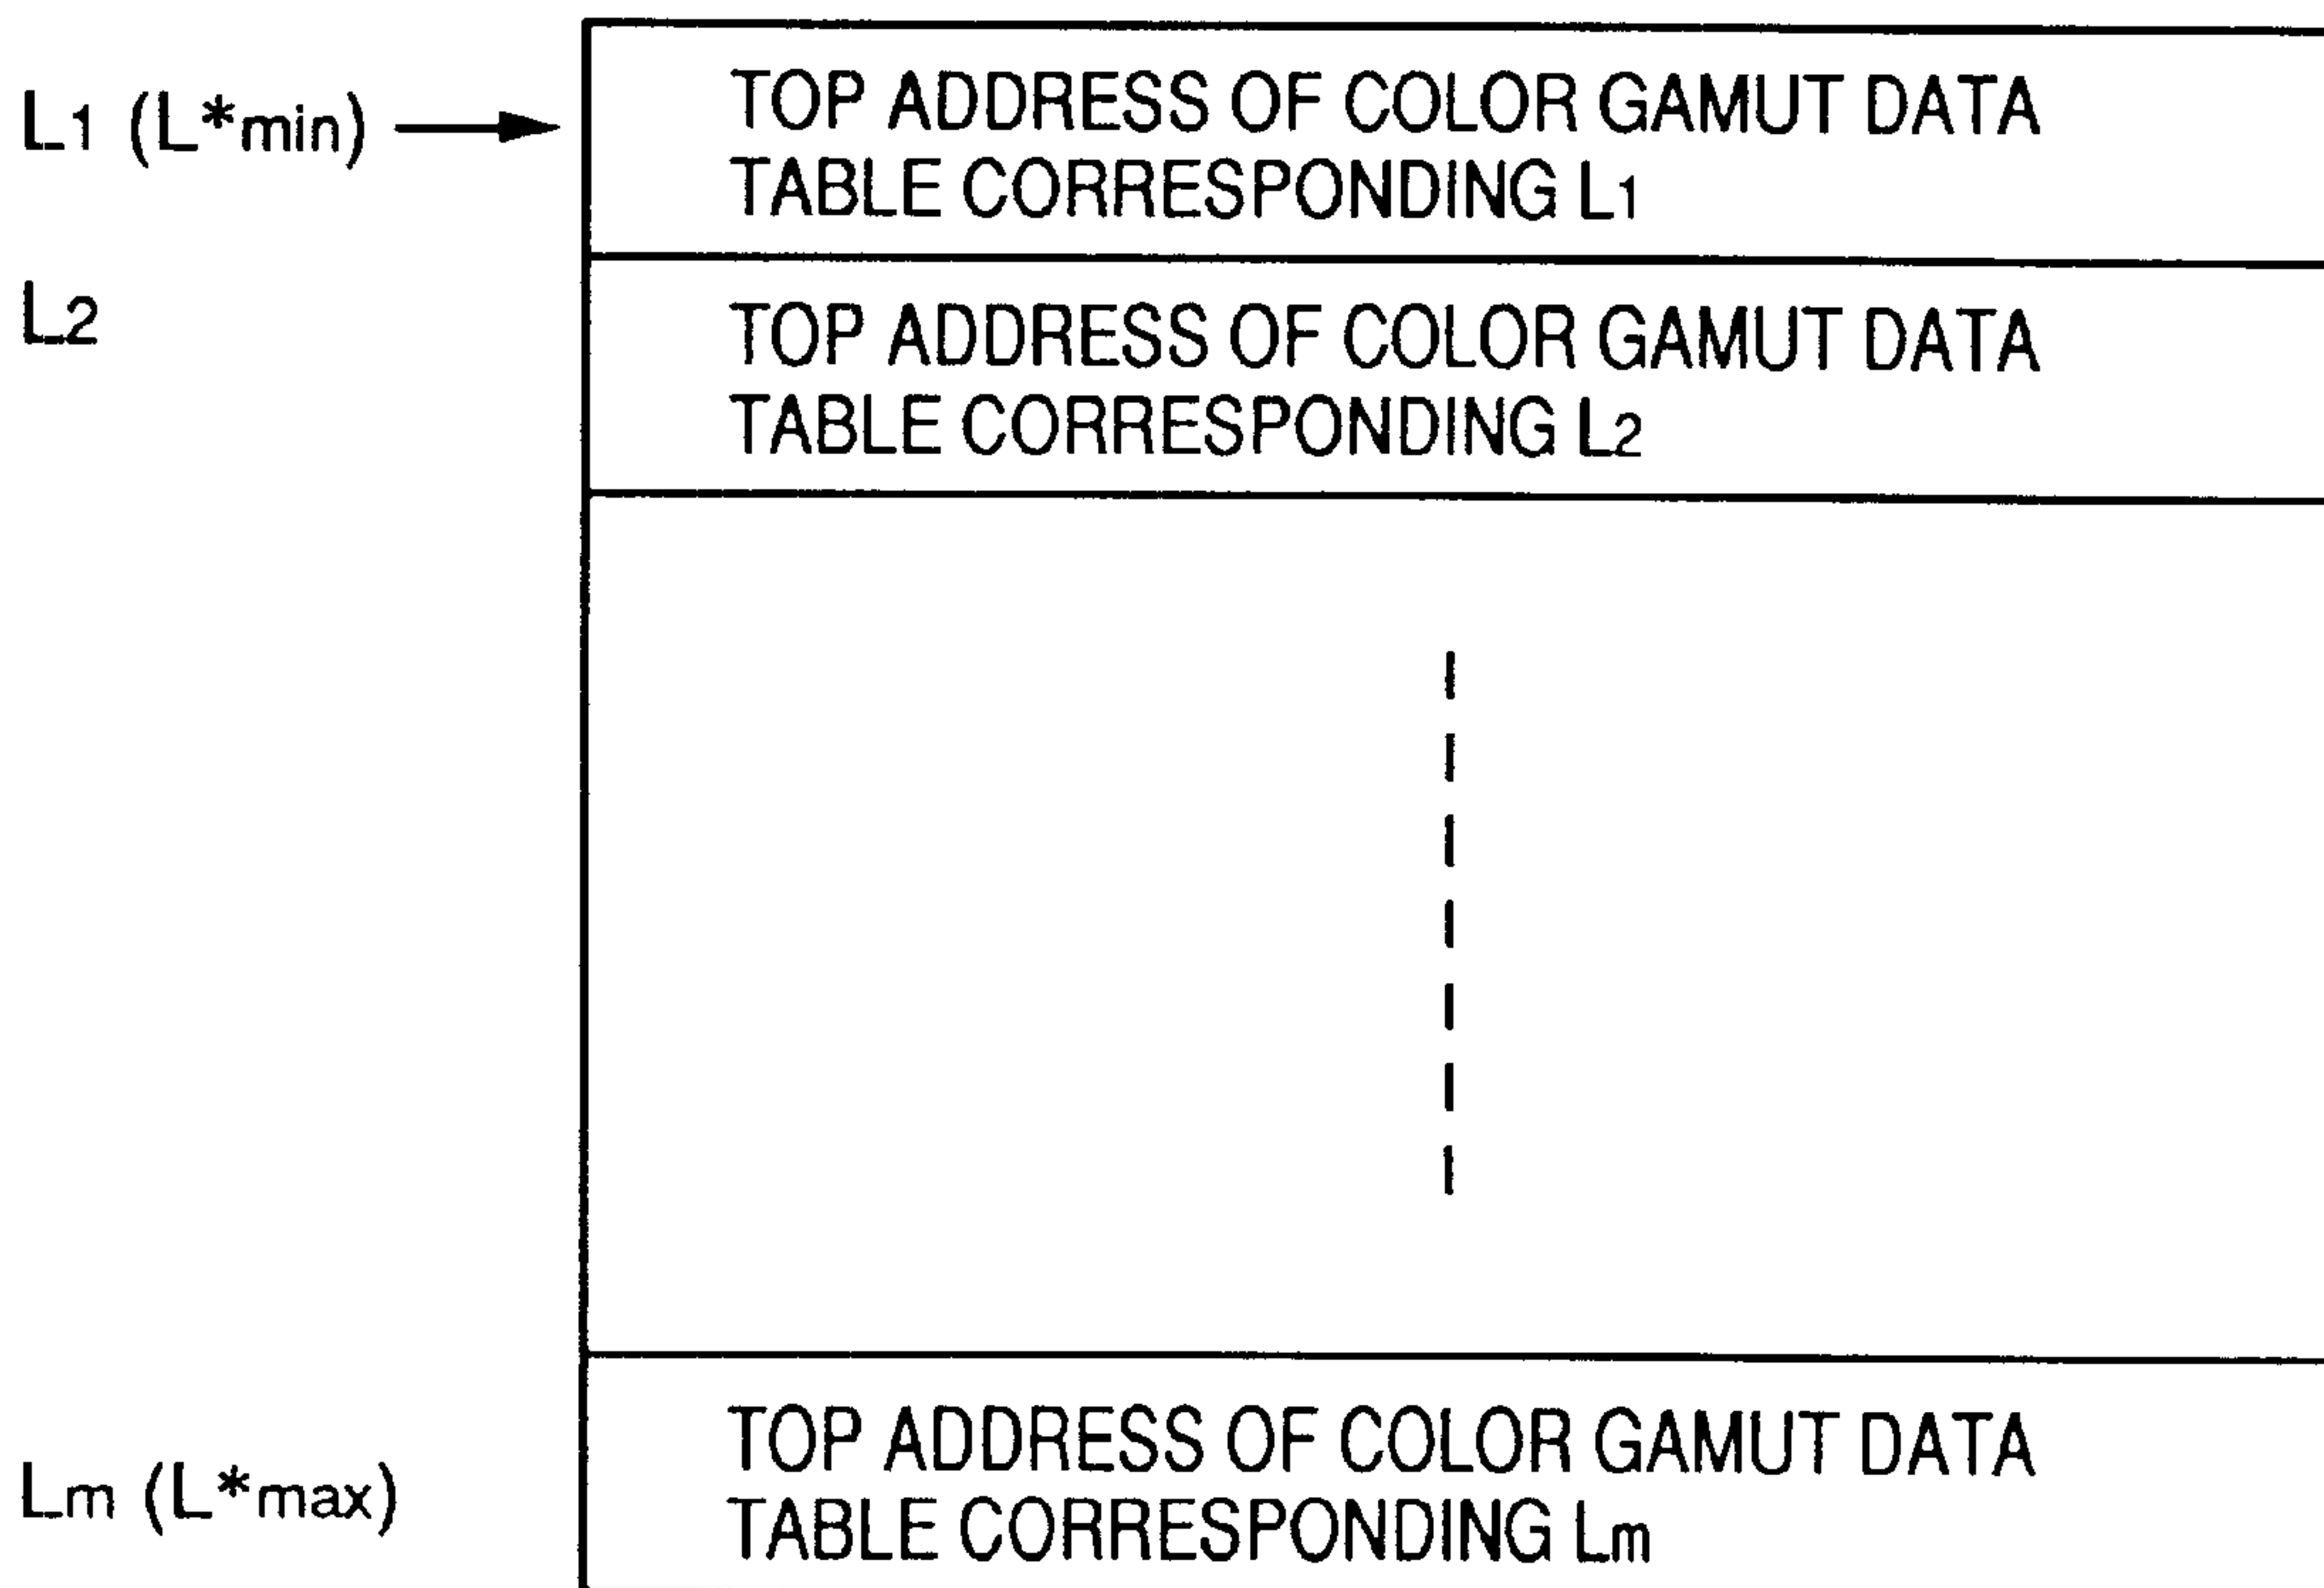 L1 (L*min)
TOP ADDRESS OF COLOR GAMUT DATA
TABLE CORRESPONDING L1
L2
TOP ADDRESS OF COLOR GAMUT DATA
TABLE CORRESPONDING L2
Lm (L*max)
TOP ADDRESS OF COLOR GAMUT DATA
TABLE CORRESPONDING Lm